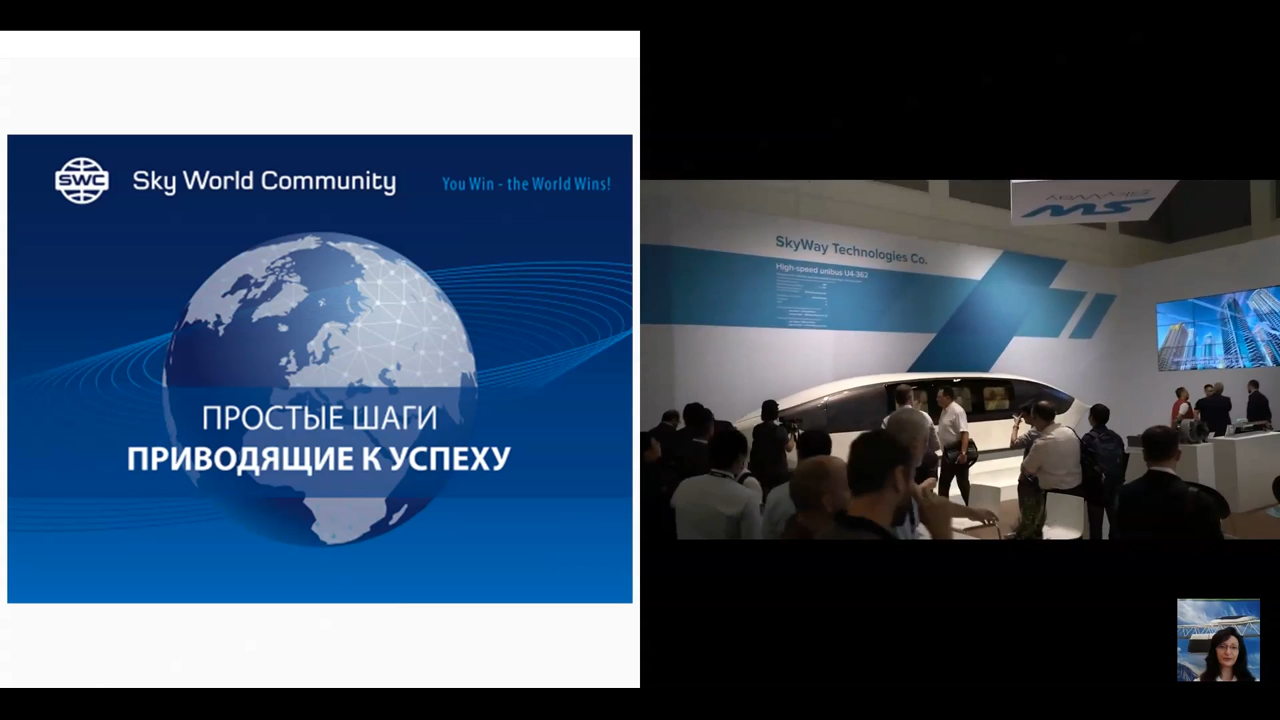 SWC
Sky World Community
You Win - the World Wins!
ПРОСТЫЕ ШАГИ
ПРИВОДЯЩИЕ К УСПЕХУ
SkyWay
SkyWay Technologies Co.
High-speed unibus U4-362